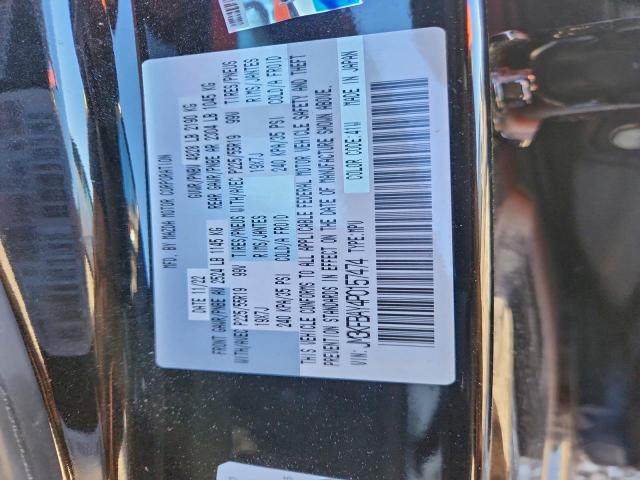 MFD. BY MAZDA MOTOR CORPORATION
DATE: 11/22 GVWR/PNBV 4828 LB 2190 KG
FRONT GAWR/PNBE AV 2524 LB 1145 KG REAR GAWR/PNBE AR 2304 LB 1045 KG
WITH/AVEC P225/55R19 99V TIRES/PNEUS WITH/AVEC P225/55R19 99V TIRES/PNEUS
19X7J RIMS/JANTES 19X7J RIMS/JANTES
240 KPA/35 PSI COLD/A FROID 240 KPA/35 PSI COLD/A FROID
THIS VEHICLE CONFORMS TO ALL APPLICABLE FEDERAL MOTOR VEHICLE SAFETY AND THEFT
PREVENTION STANDARDS IN EFFECT ON THE DATE OF MANUFACTURE SHOWN ABOVE.
VIN: JM3KFBAY4P0157474 TYPE:MPV COLOR CODE:41W MADE IN JAPAN